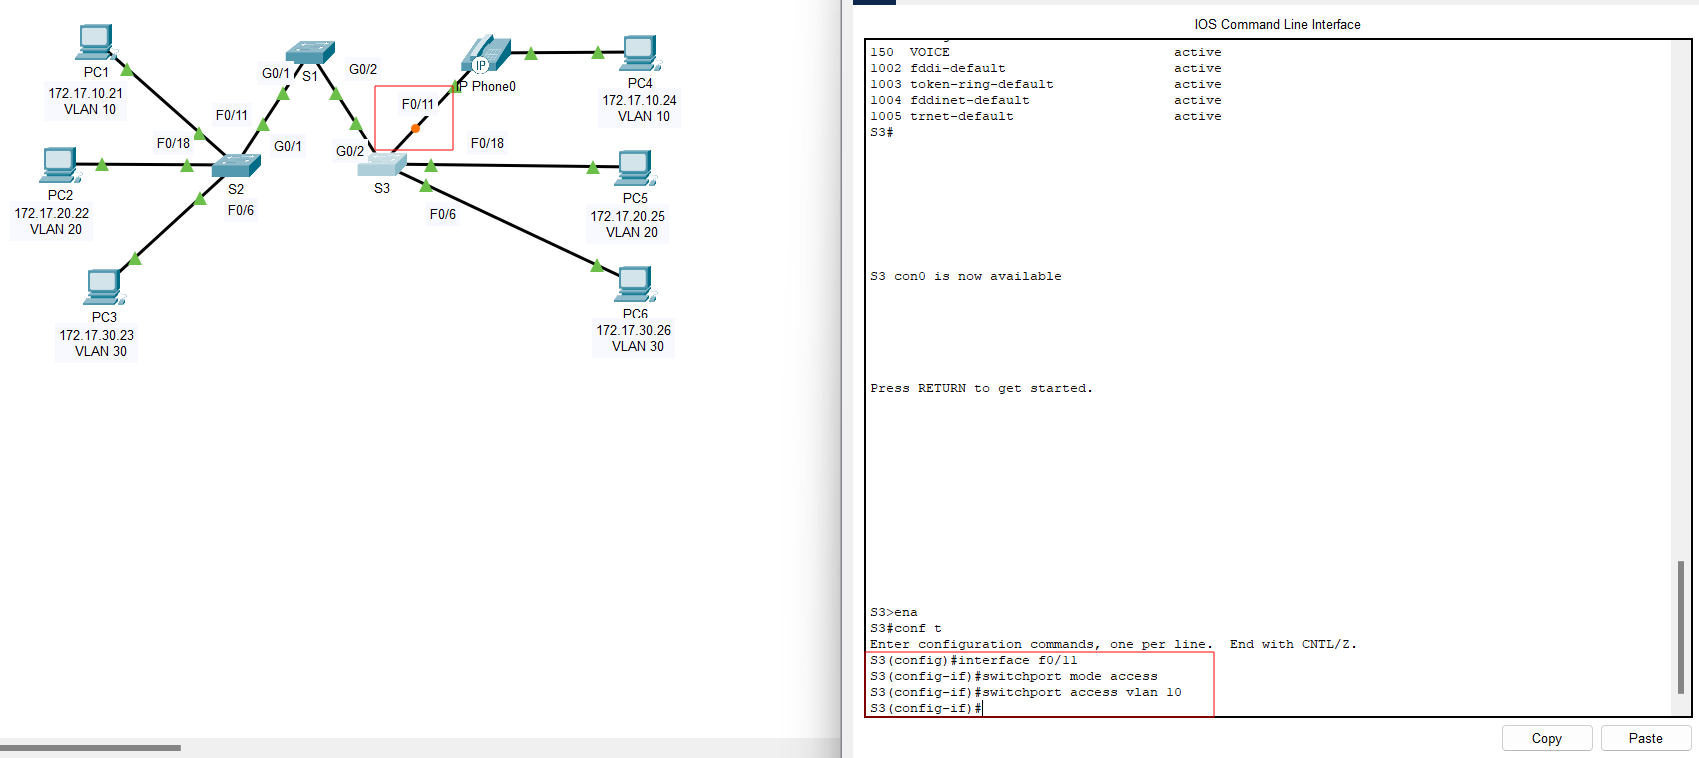 PC1
172.17.10.21
VLAN 10
G0/1
S1
G0/2
IP
IP Phone0
PC4
172.17.10.24
VLAN 10
F0/11
F0/11
F0/18
G0/1
G0/2
F0/18
PC2
172.17.20.22
VLAN 20
S2
F0/6
S3
F0/6
PC5
172.17.20.25
VLAN 20
PC3
172.17.30.23
VLAN 30
PC6
172.17.30.26
VLAN 30
IOS Command Line Interface
150 VOICE active
1002 fddi-default active
1003 token-ring-default active
1004 fddinet-default active
1005 trnet-default active
S3#
S3 con0 is now available
Press RETURN to get started.
S3>ena
S3#conf t
Enter configuration commands, one per line. End with CNTL/Z.
S3(config)#interface f0/11
S3(config-if)#switchport mode access
S3(config-if)#switchport access vlan 10
S3(config-if)#
Copy
Paste